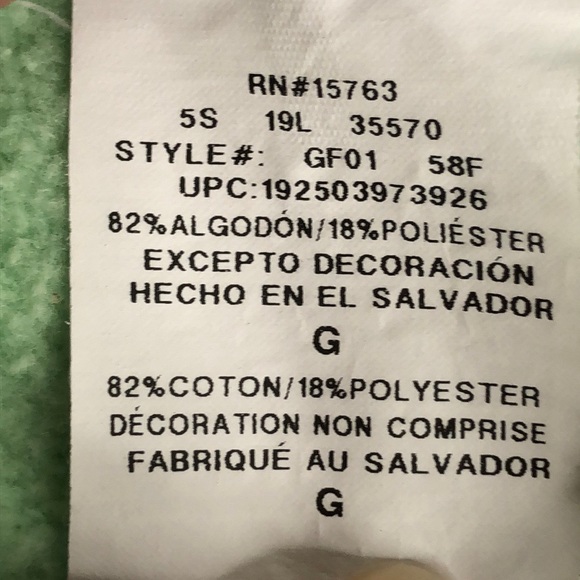 RN#15763
5S 19L 35570
STYLE#: GF01 58F
UPC:192503973926
82%ALGODÓN/18%POLIÉSTER
EXCEPTO DECORACIÓN
HECHO EN EL SALVADOR
G
82%COTON/18%POLYESTER
DÉCORATION NON COMPRISE
FABRIQUÉ AU SALVADOR
G